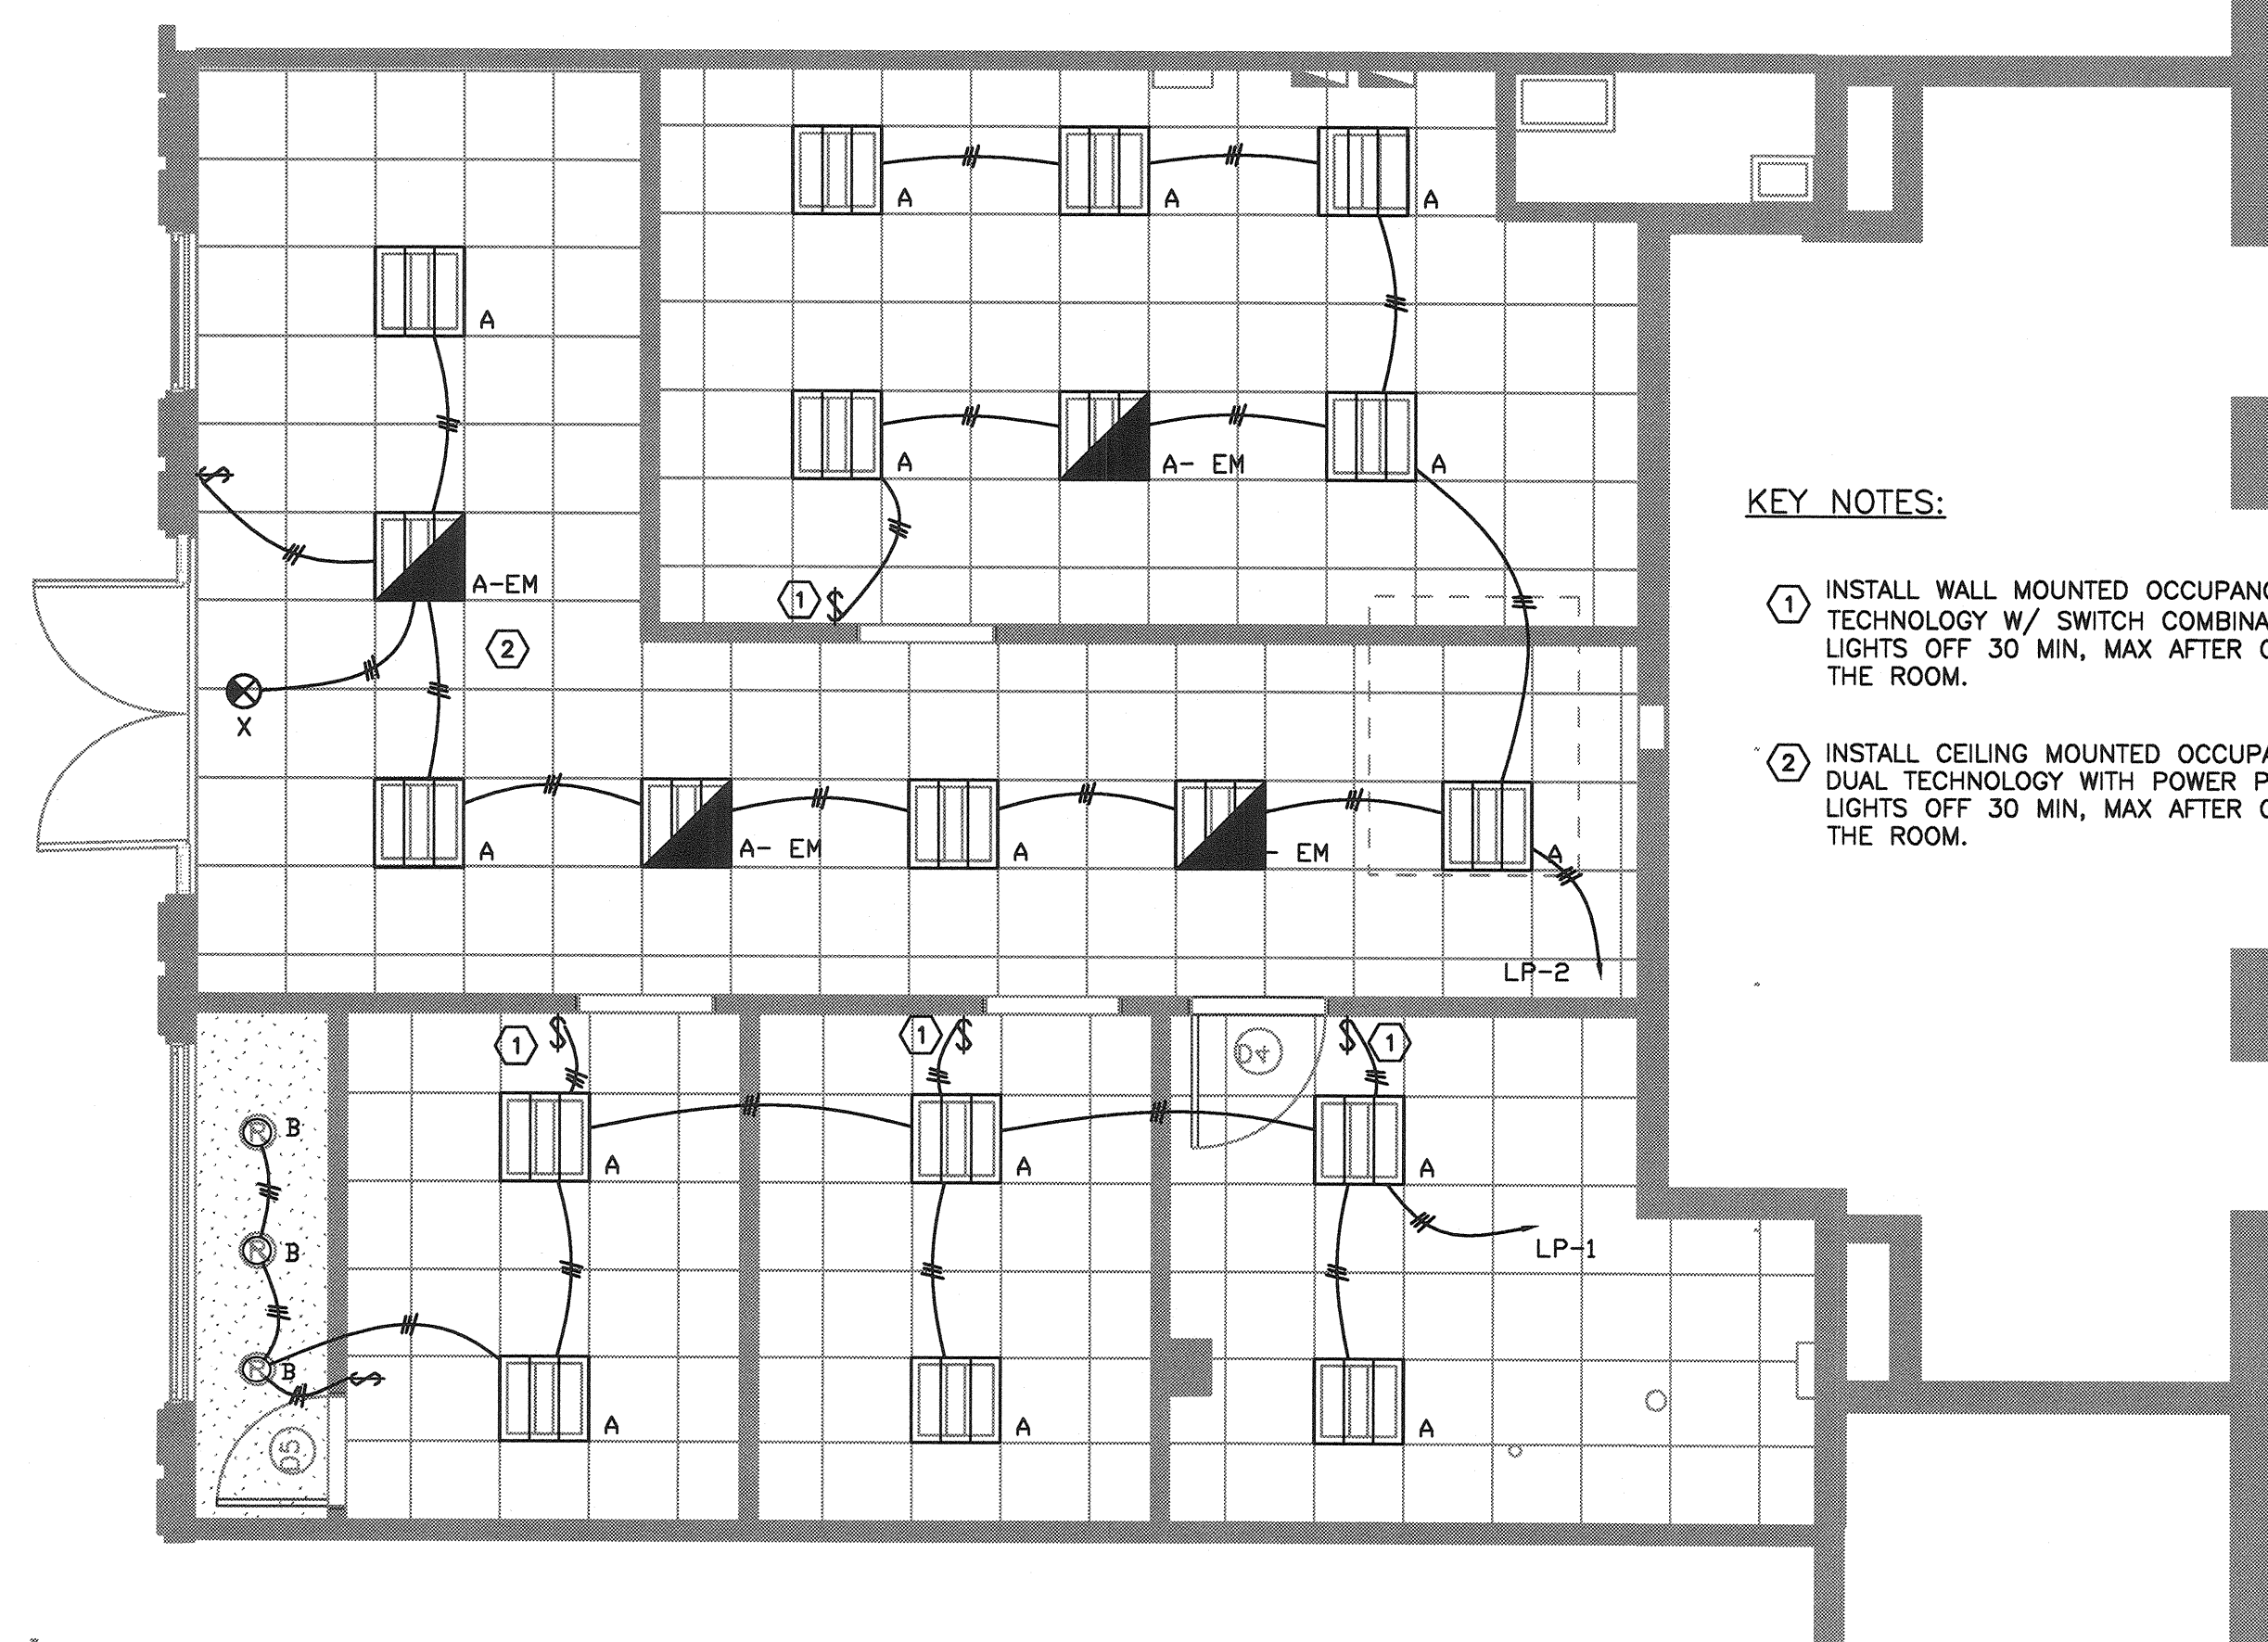 A
A
A
A
A
A- EM
A
KEY NOTES:
A-EM
1
$
1
INSTALL WALL MOUNTED OCCUPANC
TECHNOLOGY W/ SWITCH COMBINA
LIGHTS OFF 30 MIN, MAX AFTER
THE ROOM.
2
X
2
INSTALL CEILING MOUNTED OCCUPA
DUAL TECHNOLOGY WITH POWER P
LIGHTS OFF 30 MIN, MAX AFTER
THE ROOM.
A
A- EM
A
- EM
A
LP-2
1
$
1
$
$
1
D4
R
B
A
A
A
R
B
LP-1
R
B
$
$
A
A
A
D5